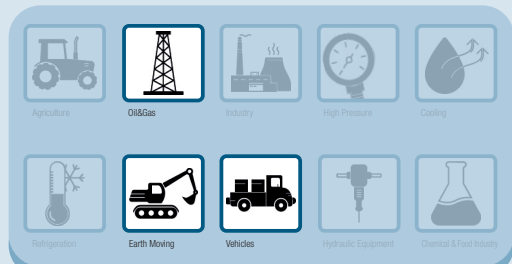 Agriculture Oil&Gas Industry High Pressure Cooling
Refrigeration Earth Moving Vehicles Hydraulic Equipment Chemical & Food Industry